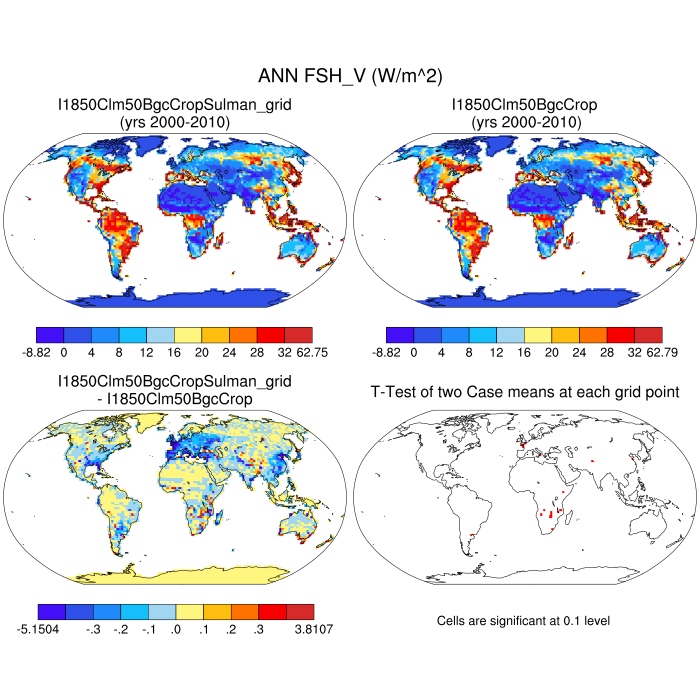 ANN FSH_V (W/m^2)
I1850Clm50BgcCropSulman_grid
(yrs 2000-2010)
I1850Clm50BgcCrop
(yrs 2000-2010)
-8.82 0 4 8 12 16 20 24 28 32 62.75
-8.82 0 4 8 12 16 20 24 28 32 62.79
I1850Clm50BgcCropSulman_grid
- I1850Clm50BgcCrop
T-Test of two Case means at each grid point
-5.1504 -.3 -.2 -.1 .0 .1 .2 .3 3.8107
Cells are significant at 0.1 level